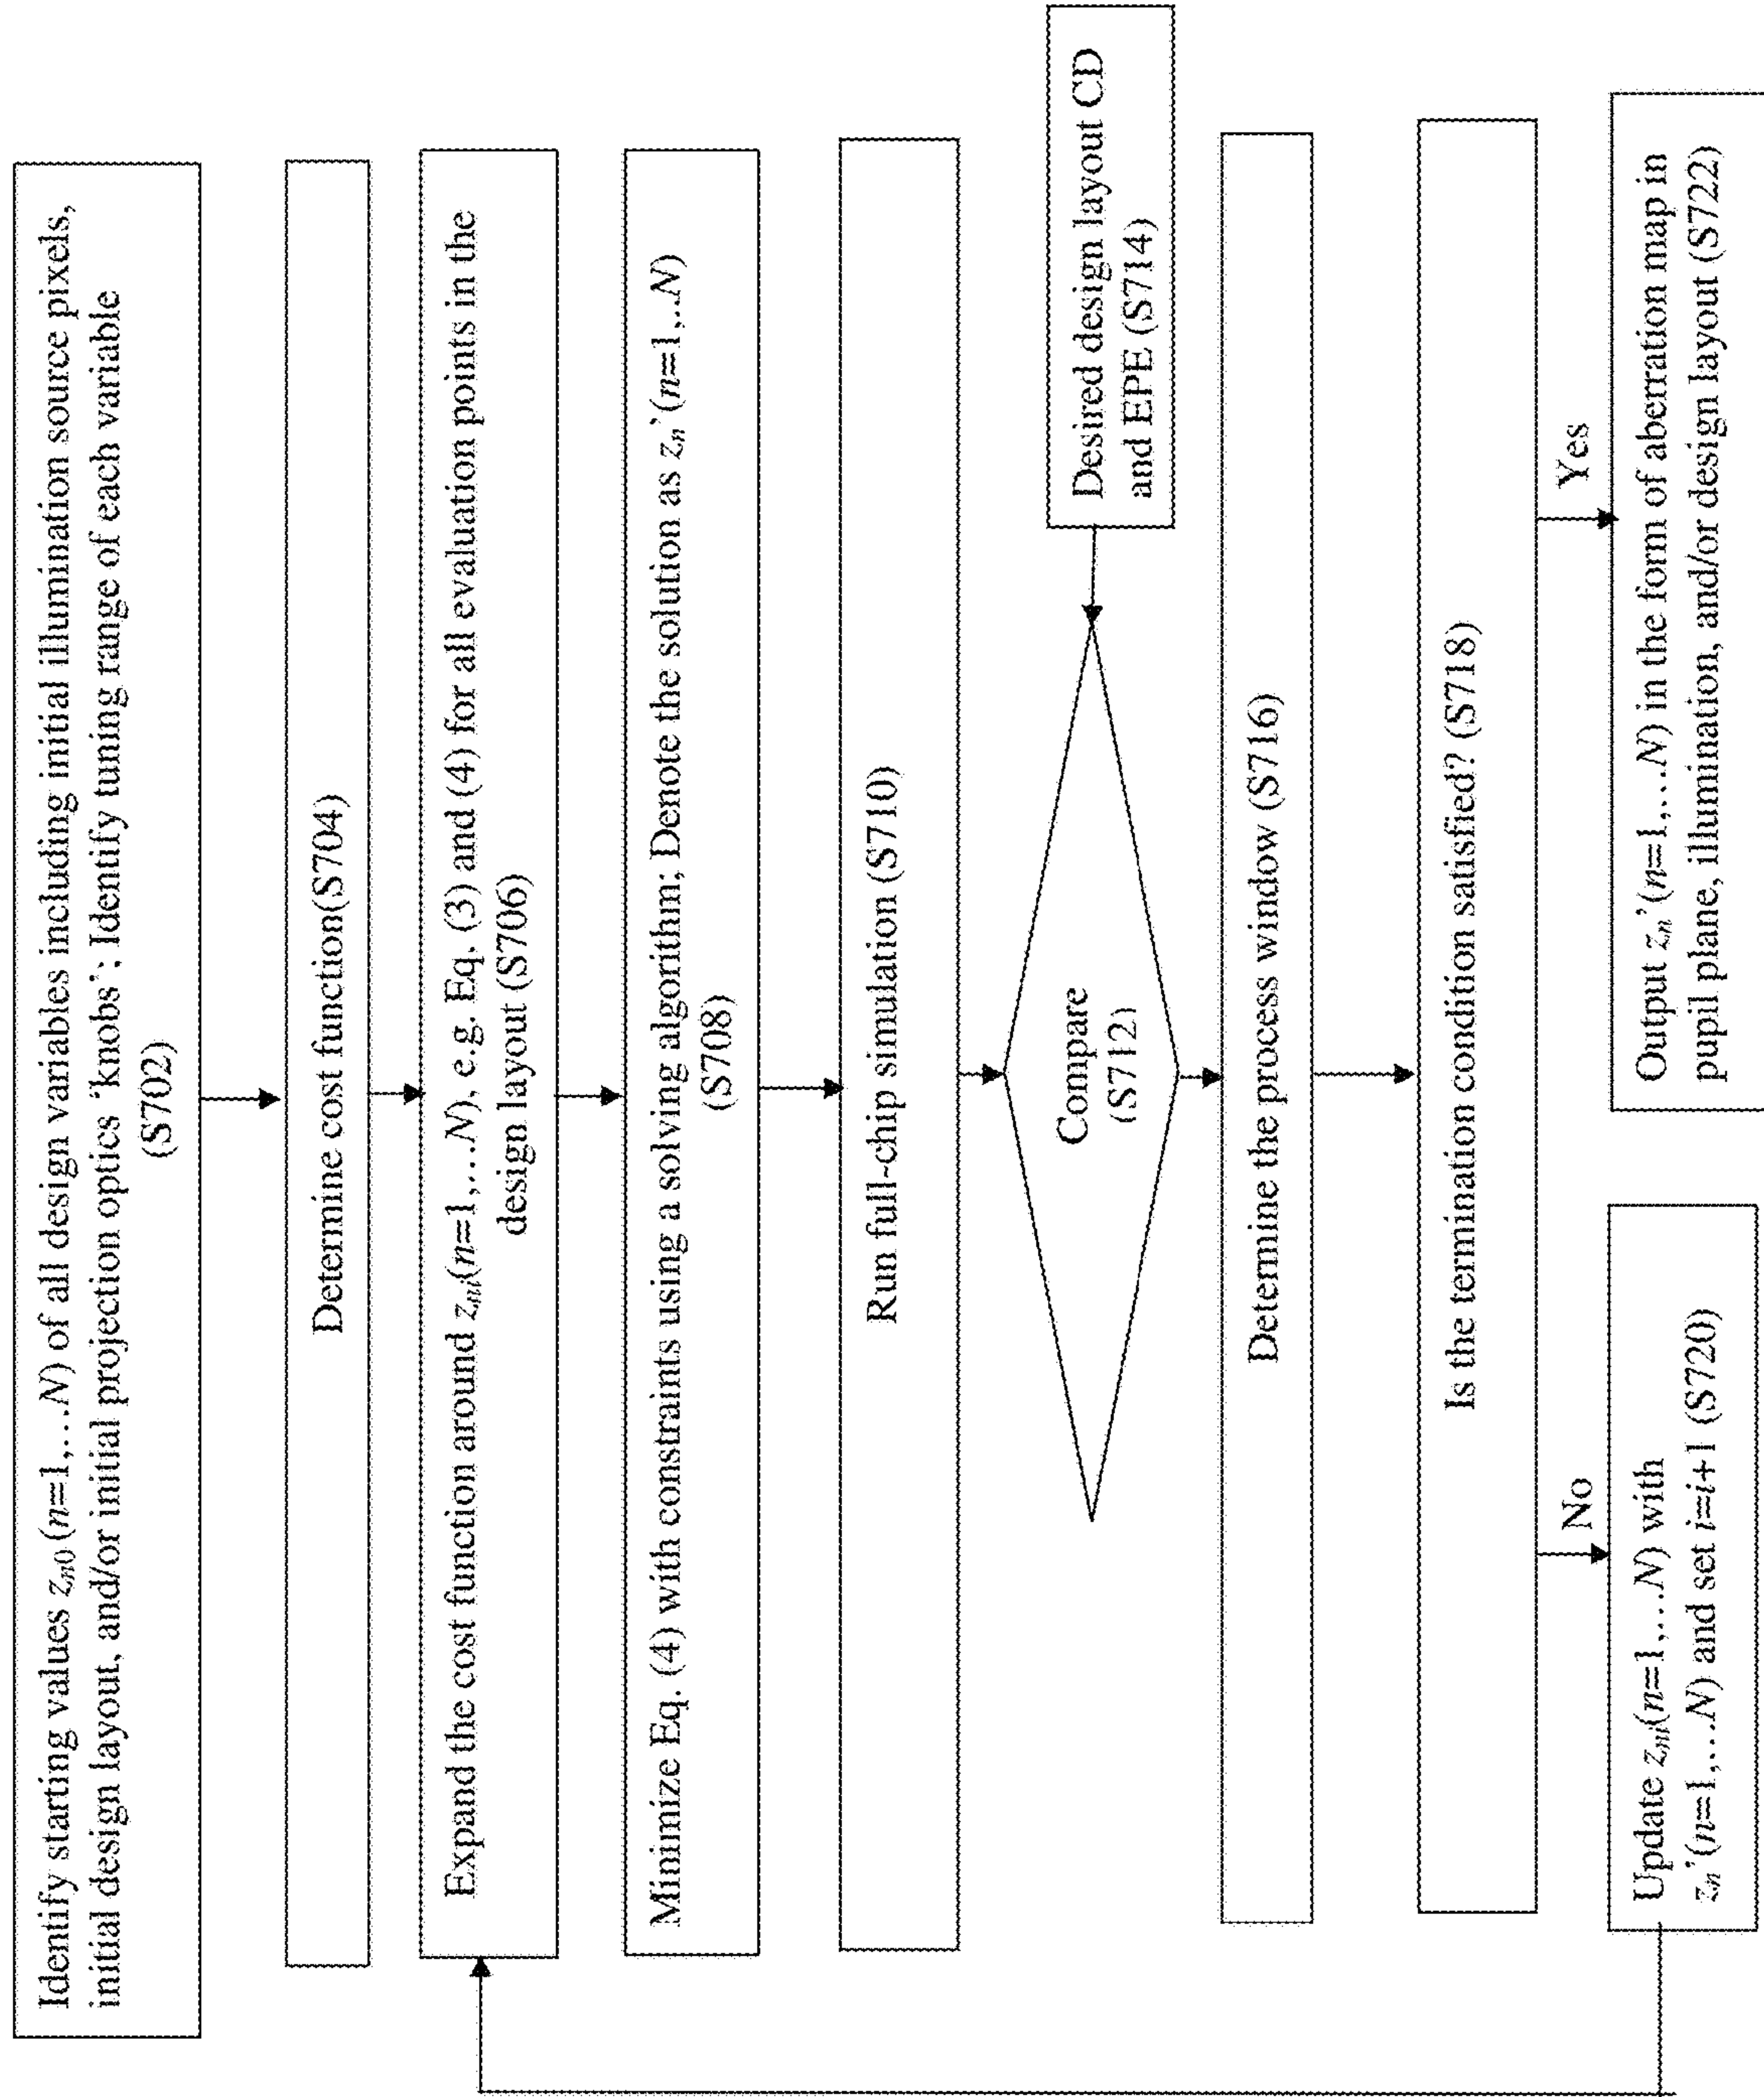 Identify starting values zn0 (n=1,…N) of all design variables including initial illumination source pixels,
initial design layout, and/or initial projection optics ‘knobs’; Identify tuning range of each variable
(S702)
Determine cost function(S704)
Expand the cost function around zni(n=1,…N), e.g. Eq. (3) and (4) for all evaluation points in the
design layout (S706)
Minimize Eq. (4) with constraints using a solving algorithm; Denote the solution as zn’(n=1,..N)
(S708)
Run full-chip simulation (S710)
Compare
(S712)
Desired design layout CD
and EPE (S714)
Determine the process window (S716)
Is the termination condition satisfied? (S718)
No
Yes
Update zni(n=1,…N) with
zn’(n=1,…N) and set i=i+1 (S720)
Output zn’(n=1,…N) in the form of aberration map in
pupil plane, illumination, and/or design layout (S722)